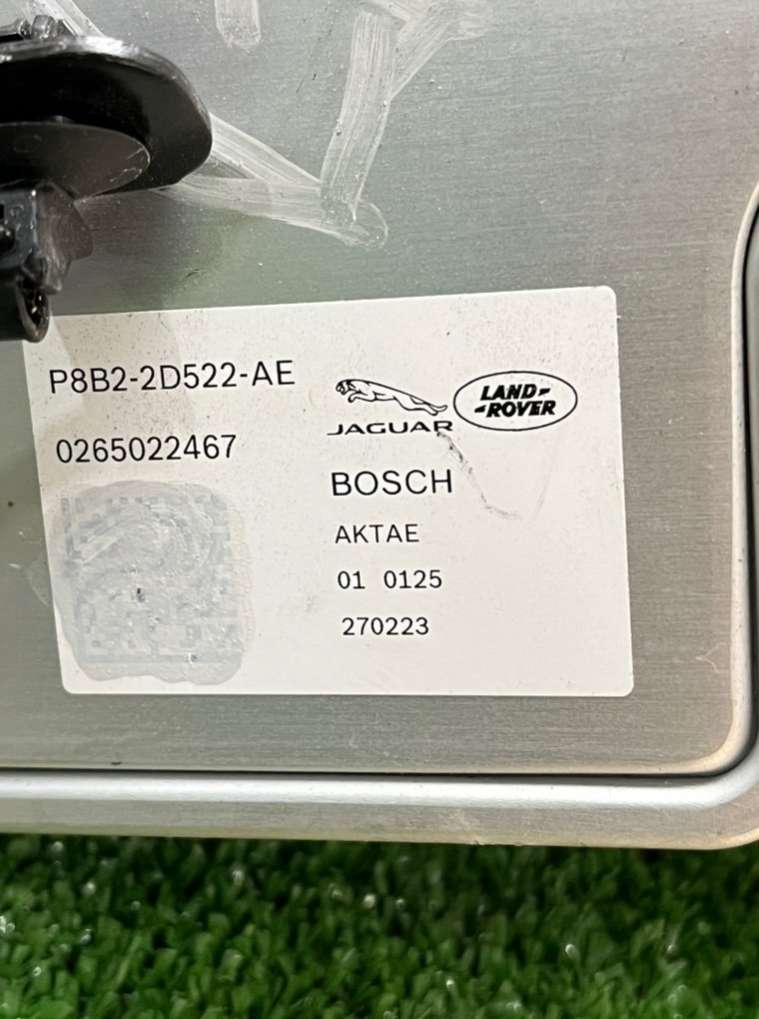 P8B2-2D522-AE
0265022467
JAGUAR
LAND-
-ROVER
BOSCH
AKTAE
01 0125
270223